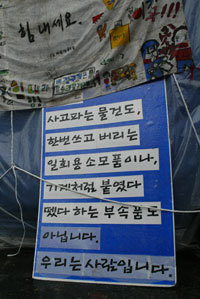 힘내세요.
사고파는 물건도,
한번쓰고 버리는
일회용소모품이나,
기계처럼 붙였다
뗐다 하는 부속품도
아닙니다.
우리는 사람입니다.